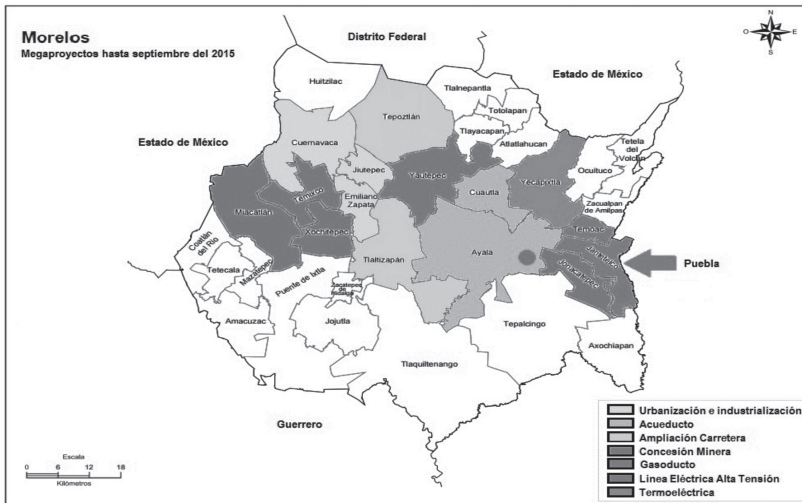 Morelos
Megaproyectos hasta septiembre del 2015
Distrito Federal
N
O
E
S
Estado de México
Estado de México
Huitzilac
Tlalnepantla
Totolapan
Tepoztlán
Tlayacapan
Atlatlahucan
Tetela
del
Volcán
Ocuituco
Cuernavaca
Jiutepec
Yautepec
Cuautla
Yecapixtla
Zacualpan
de Amilpas
Emiliano
Zapata
Temixco
Miacatlán
Xochitepec
Temoac
Jantetelco
Jonacatepec
Puebla
Coatlán
del Río
Tetecala
Mazatepec
Puente de Ixtla
Tlaltizapán
Ayala
Zacatepec
de
Hidalgo
Amacuzac
Jojutla
Tepalcingo
Axochiapan
Tlaquiltenango
Guerrero
Urbanización e industrialización
Acueducto
Ampliación Carretera
Concesión Minera
Gasoducto
Linea Eléctrica Alta Tensión
Termoeléctrica
Escala
0 6 12 18
Kilómetros